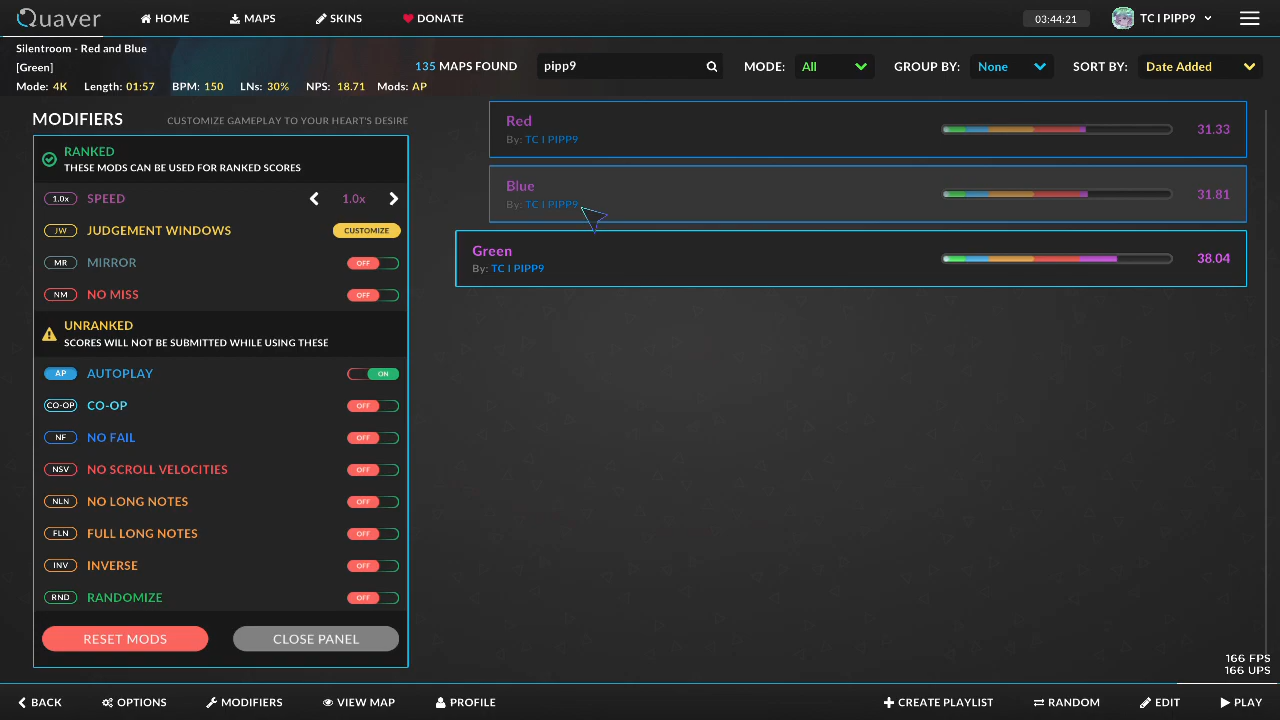 Quaver
HOME
MAPS
SKINS
DONATE
03:44:21
TC I PIPP9
Silentroom - Red and Blue
[Green]
Mode: 4K Length: 01:57 BPM: 150 LNs: 30% NPS: 18.71 Mods: AP
135 MAPS FOUND
pipp9
MODE: All
GROUP BY: None
SORT BY: Date Added
MODIFIERS
CUSTOMIZE GAMEPLAY TO YOUR HEART'S DESIRE
RANKED
THESE MODS CAN BE USED FOR RANKED SCORES
1.0x SPEED 1.0x
JW JUDGEMENT WINDOWS CUSTOMIZE
MR MIRROR OFF
NM NO MISS OFF
UNRANKED
SCORES WILL NOT BE SUBMITTED WHILE USING THESE
AP AUTOPLAY ON
CO-OP CO-OP OFF
NF NO FAIL OFF
NSV NO SCROLL VELOCITIES OFF
NLN NO LONG NOTES OFF
FLN FULL LONG NOTES OFF
INV INVERSE OFF
RND RANDOMIZE OFF
RESET MODS
CLOSE PANEL
Red
By: TC I PIPP9
31.33
Blue
By: TC I PIPP9
31.81
Green
By: TC I PIPP9
38.04
166 FPS
166 UPS
BACK
OPTIONS
MODIFIERS
VIEW MAP
PROFILE
CREATE PLAYLIST
RANDOM
EDIT
PLAY